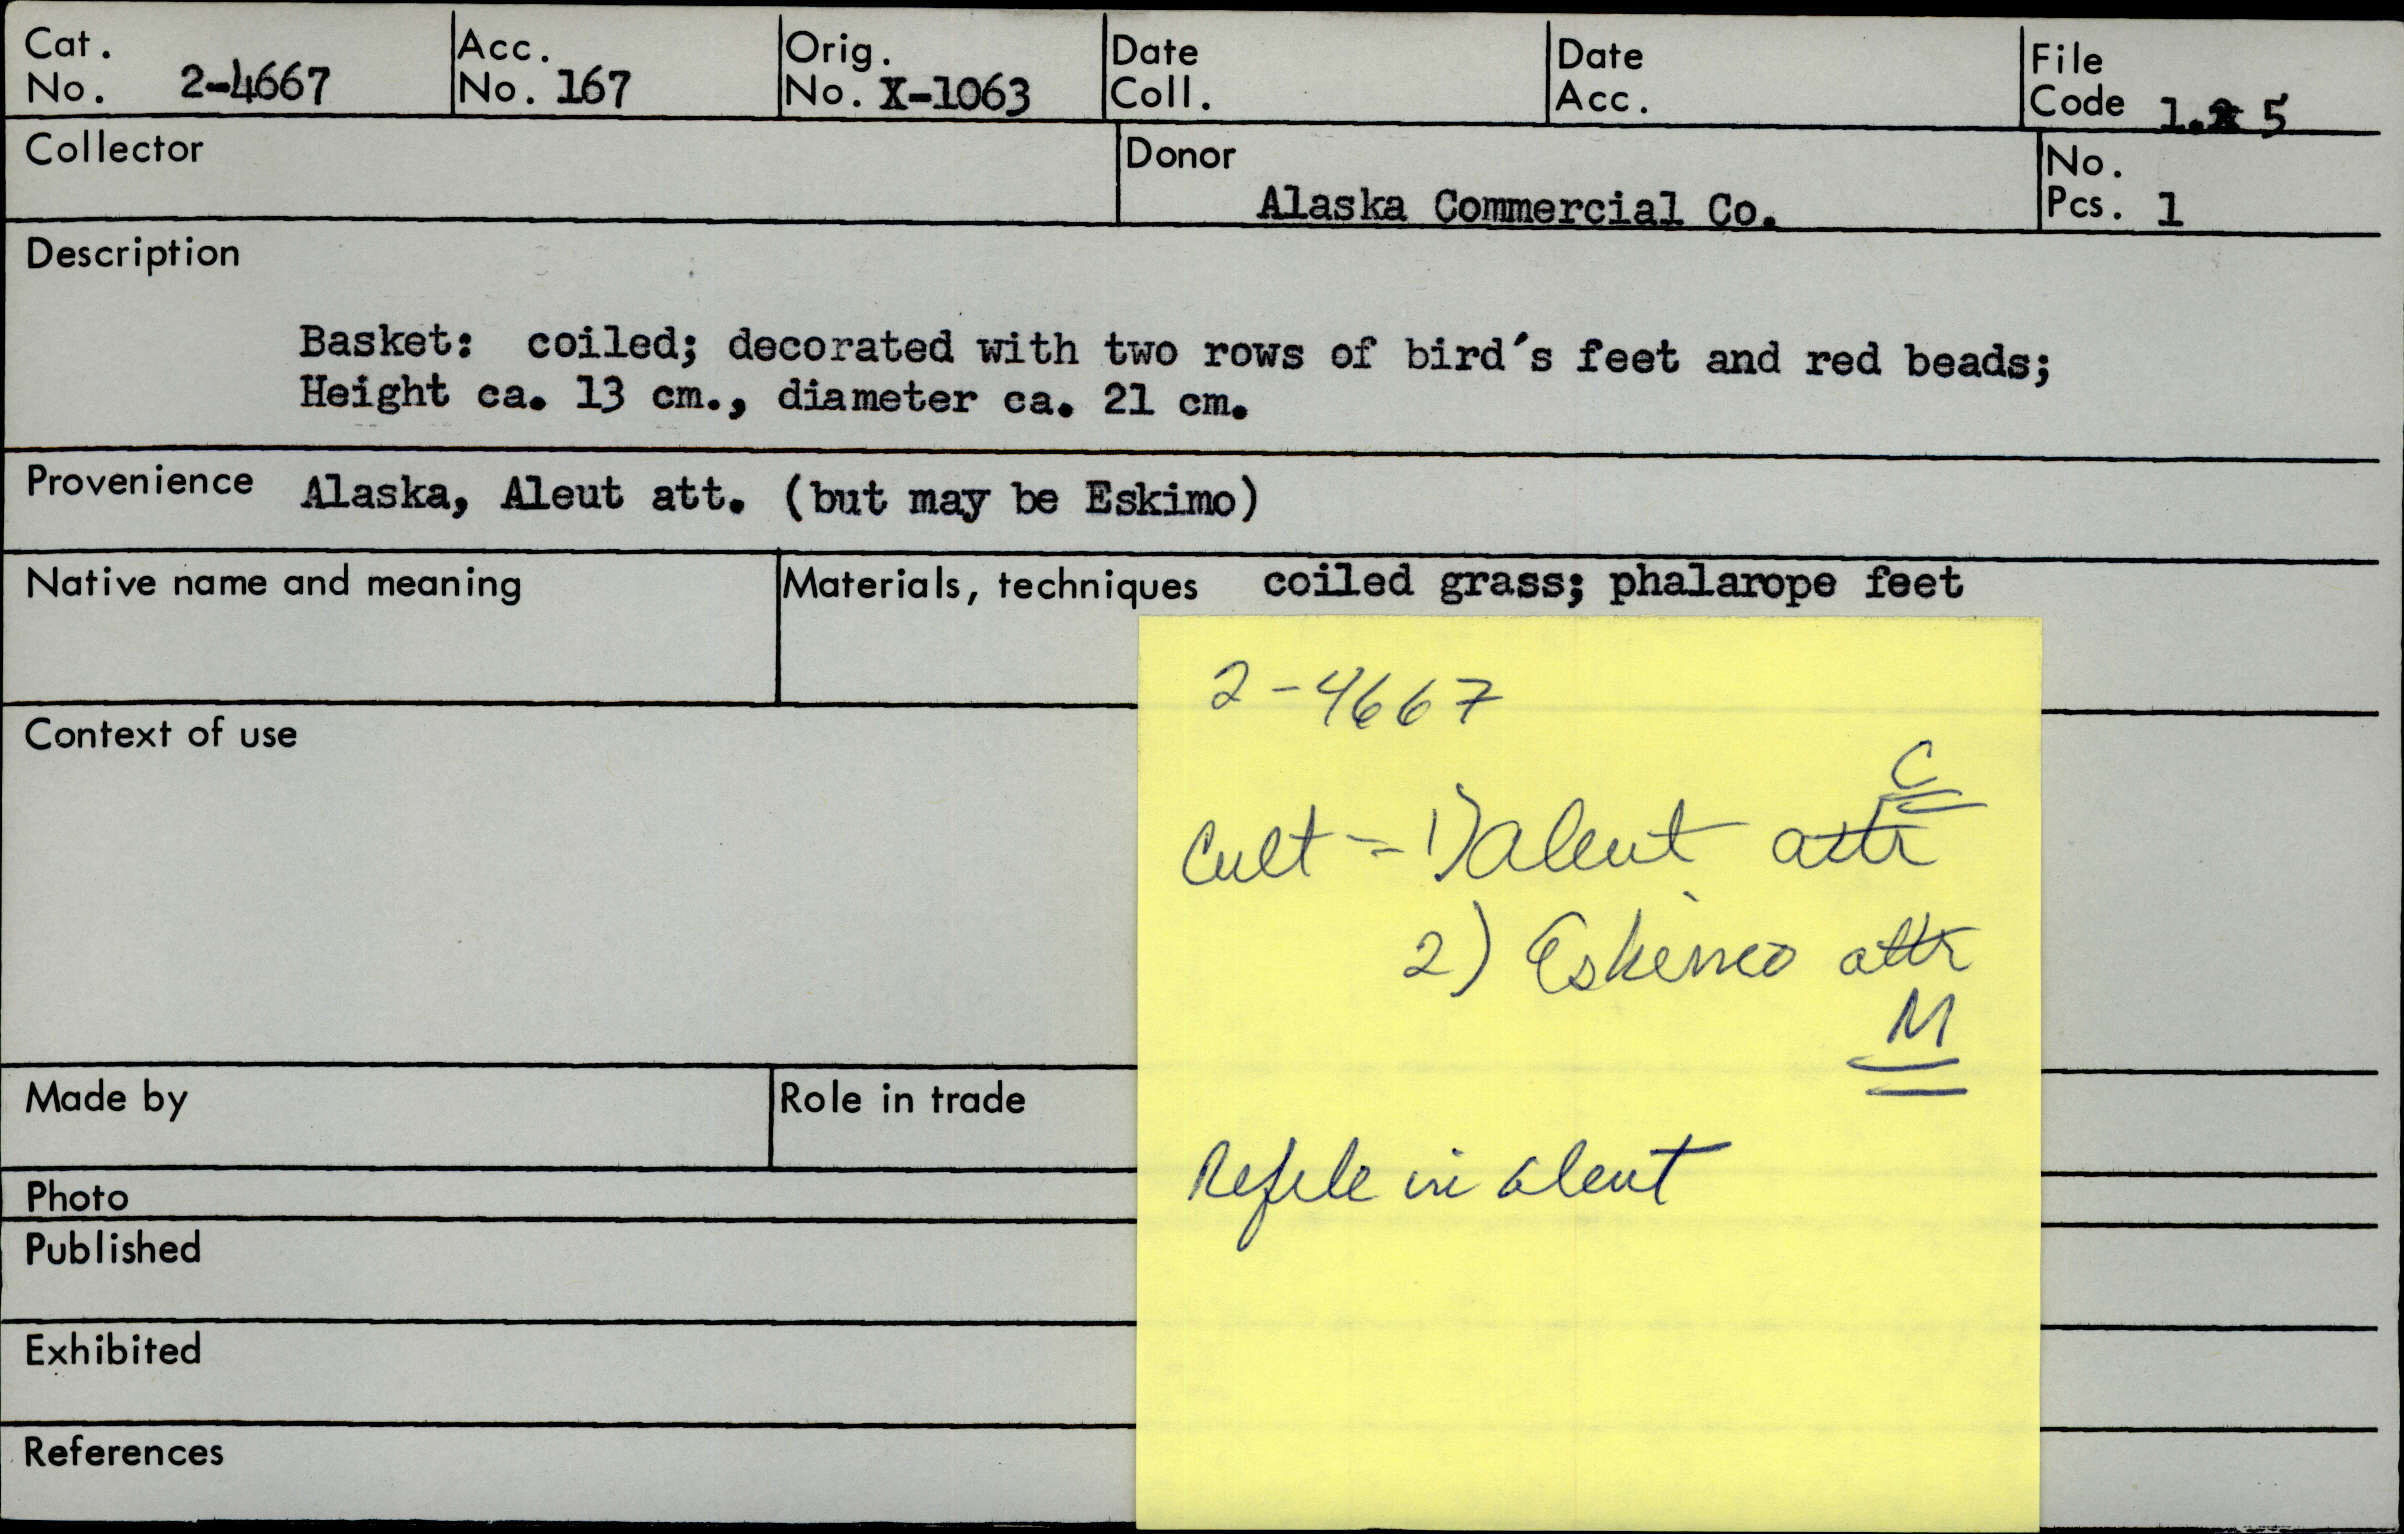 Cat. No. 2-4667
Acc. No. 167
Orig. No. X-1063
Date Coll.
Date Acc.
File Code 1. 5
Collector
Donor
Alaska Commercial Co.
No. Pcs. 1
Description
Basket: coiled; decorated with two rows of bird's feet and red beads;
Height ca. 13 cm., diameter ca. 21 cm.
Provenience Alaska, Aleut att. (but may be Eskimo)
Native name and meaning
Materials, techniques coiled grass; phalarope feet
Context of use
Made by
Role in trade
Photo
Published
Exhibited
References
2-4667
C
Cult = 1) Aleut attr
2) Eskimo attr
M
Refile in Aleut